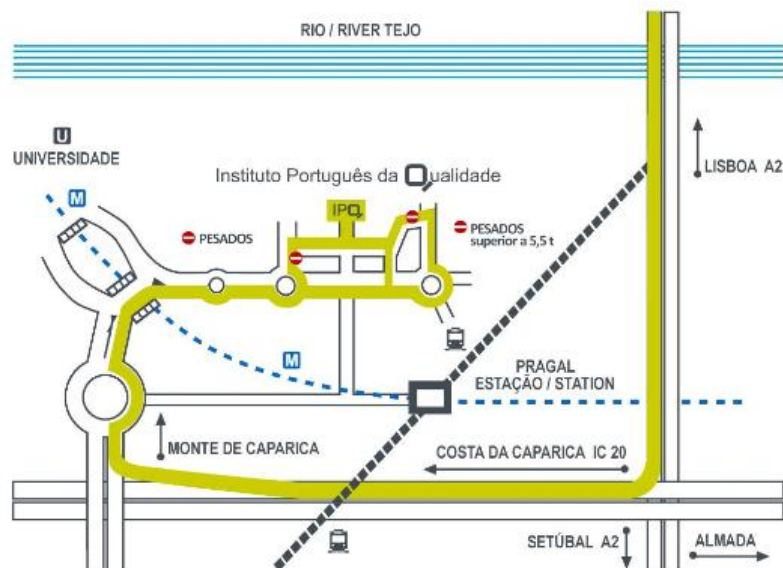 RIO / RIVER TEJO
U
UNIVERSIDADE
LISBOA A2
Instituto Português da Qualidade
M
IPQ
PESADOS
PESADOS
superior a 5,5 t
M
PRAGAL
ESTAÇÃO / STATION
MONTE DE CAPARICA
COSTA DA CAPARICA IC 20
SETÚBAL A2
ALMADA